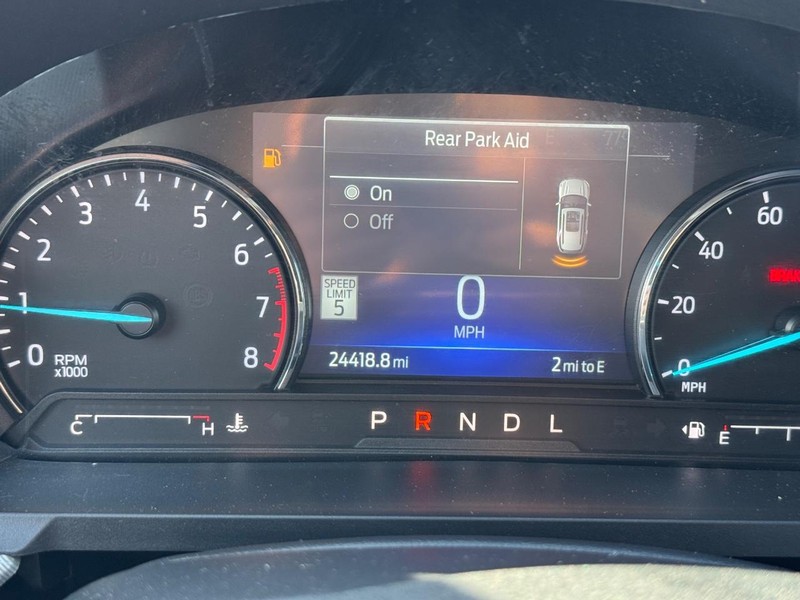 Rear Park Aid
On
Off
SPEED
LIMIT
5
0
MPH
24418.8 mi
2 mi to E
0
1
2
3
4
5
6
7
8
RPM
x1000
0
20
40
60
MPH
C
H
P R N D L
E